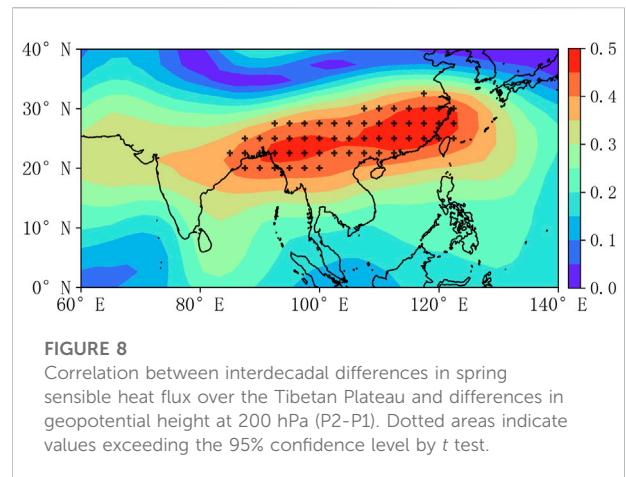 40° N
30° N
20° N
10° N
0° N
60° E 80° E 100° E 120° E 140° E
0.5
0.4
0.3
0.2
0.1
0.0
FIGURE 8
Correlation between interdecadal differences in spring
sensible heat flux over the Tibetan Plateau and differences in
geopotential height at 200 hPa (P2-P1). Dotted areas indicate
values exceeding the 95% confidence level by t test.